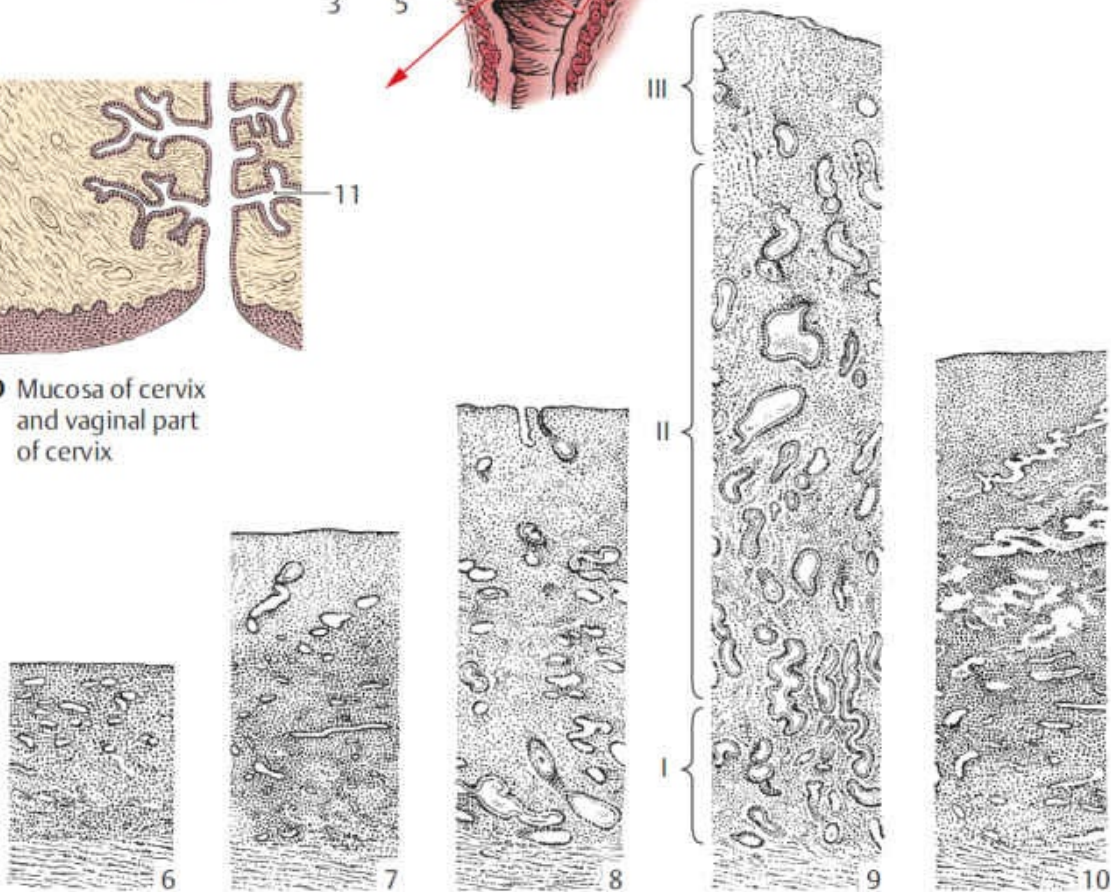 3 5
11
Mucosa of cervix
and vaginal part
of cervix
III
II
I
6
7
8
9
10